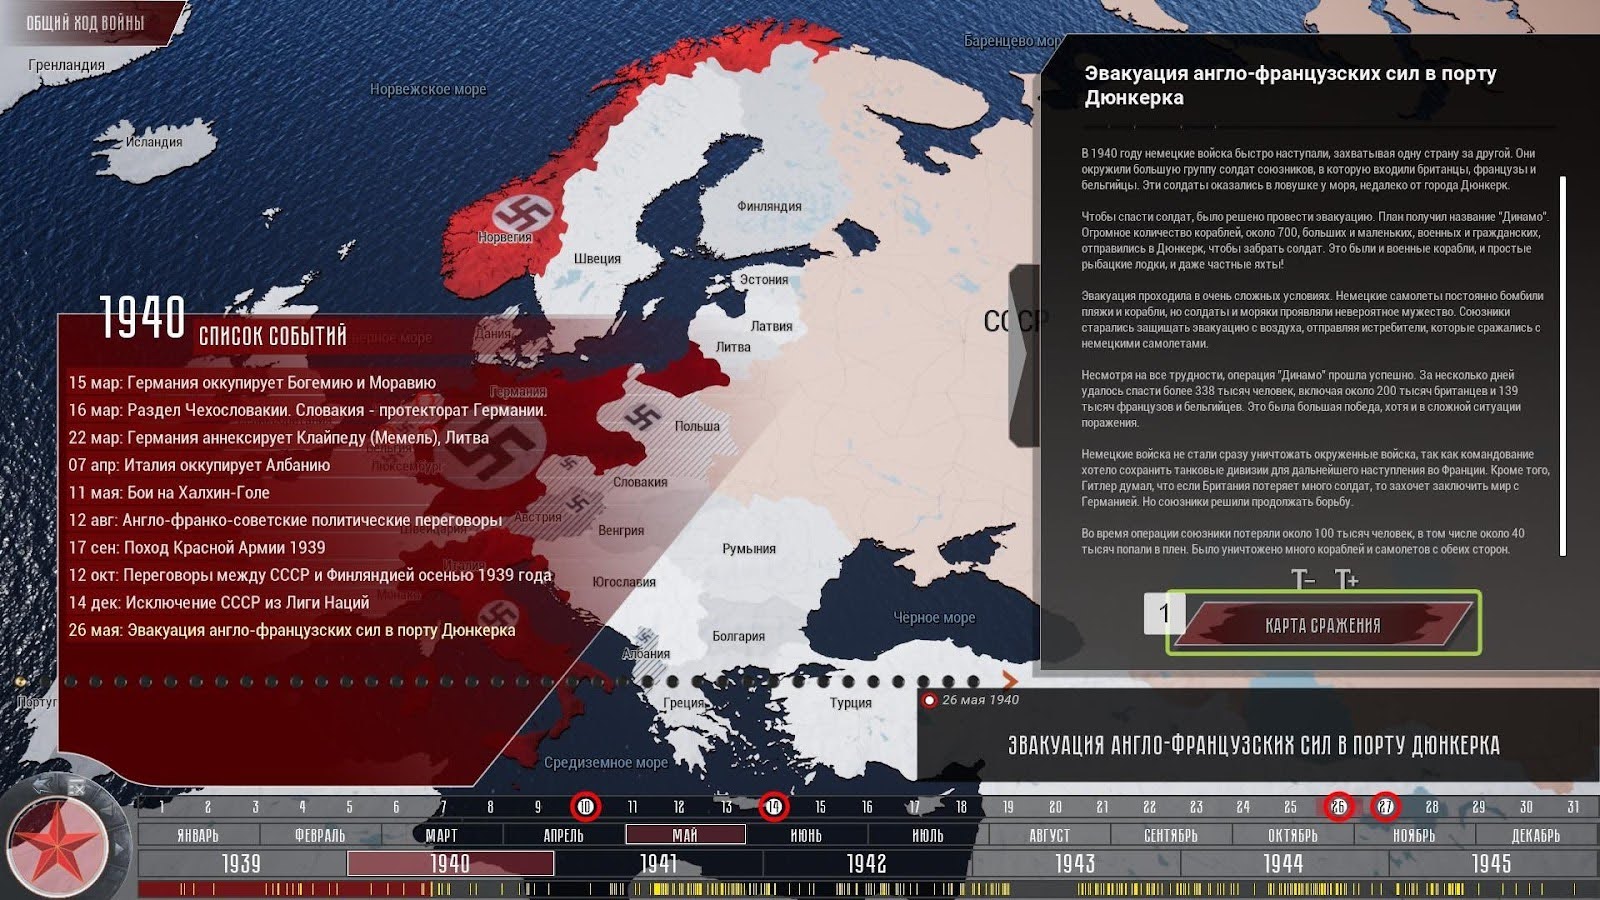 ОБЩИЙ ХОД ВОЙНЫ
Гренландия
Исландия
Норвежское море
Баренцево мор
Норвегия
Швеция
Финляндия
Эстония
Латвия
Литва
Дания
Германия
Польша
Словакия
Австрия
Венгрия
Румыния
Югославия
Болгария
Албания
Греция
Турция
Черное море
Средиземное море
СССР
Люксембург
Португ
1940
СПИСОК СОБЫТИЙ
15 мар: Германия оккупирует Богемию и Моравию
16 мар: Раздел Чехословакии. Словакия - протекторат Германии.
22 мар: Германия аннексирует Клайпеду (Мемель), Литва
07 апр: Италия оккупирует Албанию
11 мая: Бои на Халхин-Голе
12 авг: Англо-франко-советские политические переговоры
17 сен: Поход Красной Армии 1939
12 окт: Переговоры между СССР и Финляндией осенью 1939 года
14 дек: Исключение СССР из Лиги Наций
26 мая: Эвакуация англо-французских сил в порту Дюнкерка
Эвакуация англо-французских сил в порту
Дюнкерка
В 1940 году немецкие войска быстро наступали, захватывая одну страну за другой. Они
окружили большую группу солдат союзников, в которую входили британцы, французы и
бельгийцы. Эти солдаты оказались в ловушке у моря, недалеко от города Дюнкерк.
Чтобы спасти солдат, было решено провести эвакуацию. План получил название "Динамо".
Огромное количество кораблей, около 700, больших и маленьких, военных и гражданских,
отправились в Дюнкерк, чтобы забрать солдат. Это были и военные корабли, и простые
рыбацкие лодки, и даже частные яхты!
Эвакуация проходила в очень сложных условиях. Немецкие самолеты постоянно бомбили
пляжи и корабли, но солдаты и моряки проявляли невероятное мужество. Союзники
старались защищать эвакуацию с воздуха, отправляя истребители, которые сражались с
немецкими самолетами.
Несмотря на все трудности, операция "Динамо" прошла успешно. За несколько дней
удалось спасти более 338 тысяч человек, включая около 200 тысяч британцев и 139
тысяч французов и бельгийцев. Это была большая победа, хотя и в сложной ситуации
поражения.
Немецкие войска не стали сразу уничтожать окруженные войска, так как командование
хотело сохранить танковые дивизии для дальнейшего наступления во Франции. Кроме того,
Гитлер думал, что если Британия потеряет много солдат, то захочет заключить мир с
Германией. Но союзники решили продолжать борьбу.
Во время операции союзники потеряли около 100 тысяч человек, в том числе около 40
тысяч попали в плен. Было уничтожено много кораблей и самолетов с обеих сторон.
T- T+
1
КАРТА СРАЖЕНИЯ
26 мая 1940
ЭВАКУАЦИЯ АНГЛО-ФРАНЦУЗСКИХ СИЛ В ПОРТУ ДЮНКЕРКА
1 2 3 4 5 6 7 8 9 10 11 12 13 14 15 16 17 18 19 20 21 22 23 24 25 26 27 28 29 30 31
ЯНВАРЬ ФЕВРАЛЬ МАРТ АПРЕЛЬ МАЙ ИЮНЬ ИЮЛЬ АВГУСТ СЕНТЯБРЬ ОКТЯБРЬ НОЯБРЬ ДЕКАБРЬ
1939 1940 1941 1942 1943 1944 1945